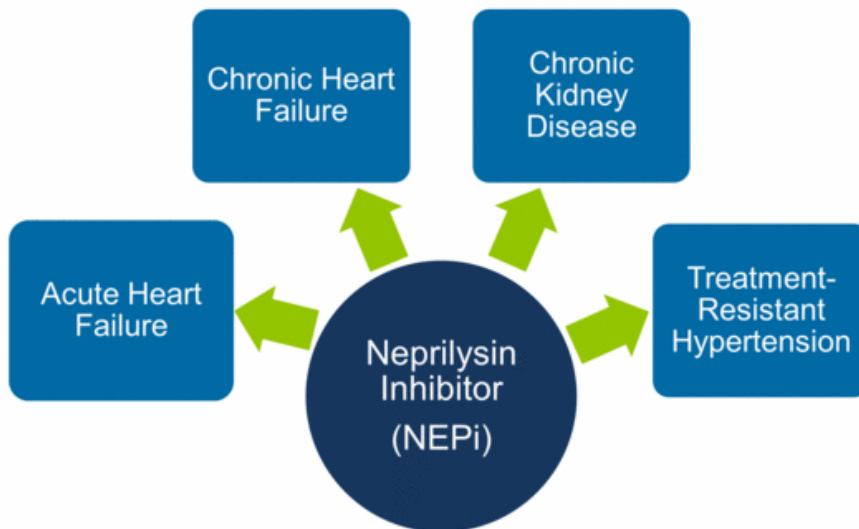 Chronic Heart
Failure
Chronic
Kidney
Disease
Acute Heart
Failure
Treatment-
Resistant
Hypertension
Neprilysin
Inhibitor
(NEPi)